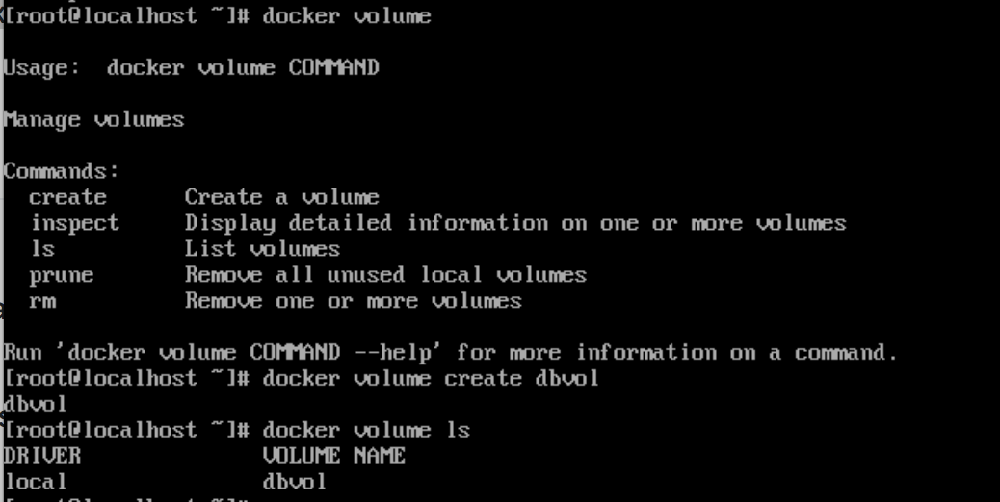 [root@localhost ~]# docker volume
Usage:  docker volume COMMAND
Manage volumes
Commands:
  create      Create a volume
  inspect     Display detailed information on one or more volumes
  ls          List volumes
  prune       Remove all unused local volumes
  rm          Remove one or more volumes
Run 'docker volume COMMAND --help' for more information on a command.
[root@localhost ~]# docker volume create dbvol
dbvol
[root@localhost ~]# docker volume ls
DRIVER              VOLUME NAME
local               dbvol